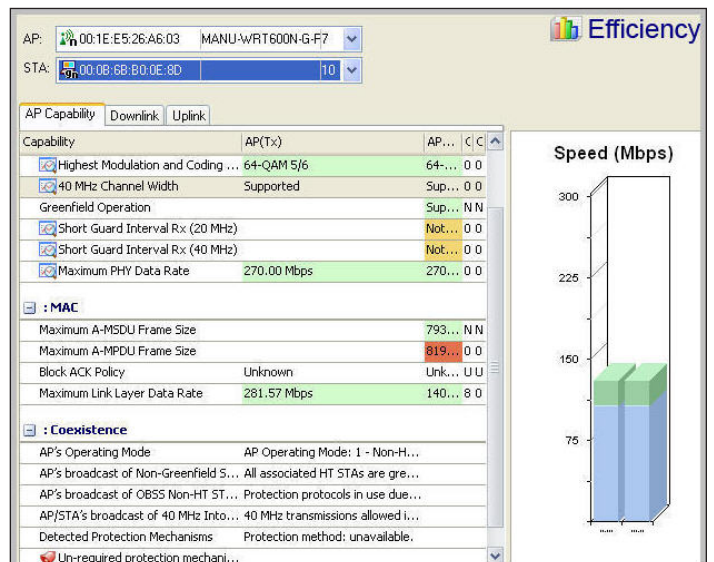 Efficiency
AP: 00:1E:E5:26:A6:03 MANU-WRT600N-G-F7
STA: 00:0B:6B:B0:0E:8D 10
AP Capability Downlink Uplink
Capability AP(Tx) AP... C C
Highest Modulation and Coding ... 64-QAM 5/6 64-... 0 0
40 MHz Channel Width Supported Sup... 0 0
Greenfield Operation Sup... N N
Short Guard Interval Rx (20 MHz) Not... 0 0
Short Guard Interval Rx (40 MHz) Not... 0 0
Maximum PHY Data Rate 270.00 Mbps 270... 0 0
: MAC
Maximum A-MSDU Frame Size 793... N N
Maximum A-MPDU Frame Size 819... 0 0
Block ACK Policy Unknown Unk... U U
Maximum Link Layer Data Rate 281.57 Mbps 140... 8 0
: Coexistence
AP's Operating Mode AP Operating Mode: 1 - Non-H...
AP's broadcast of Non-Greenfield S... All associated HT STAs are gre...
AP's broadcast of OBSS Non-HT ST... Protection protocols in use due...
AP/STA's broadcast of 40 MHz Into... 40 MHz transmissions allowed i...
Detected Protection Mechanisms Protection method: unavailable.
Un-required protection mechani...
Speed (Mbps)
300
225
150
75